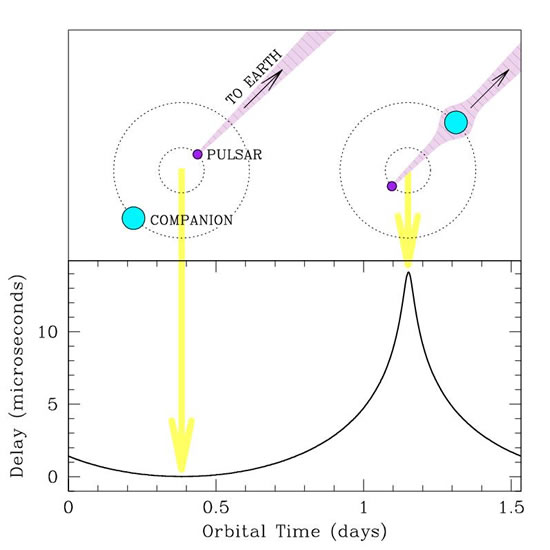 TO EARTH
PULSAR
COMPANION
Delay (microseconds)
10
5
0
0
0.5
1
1.5
Orbital Time (days)